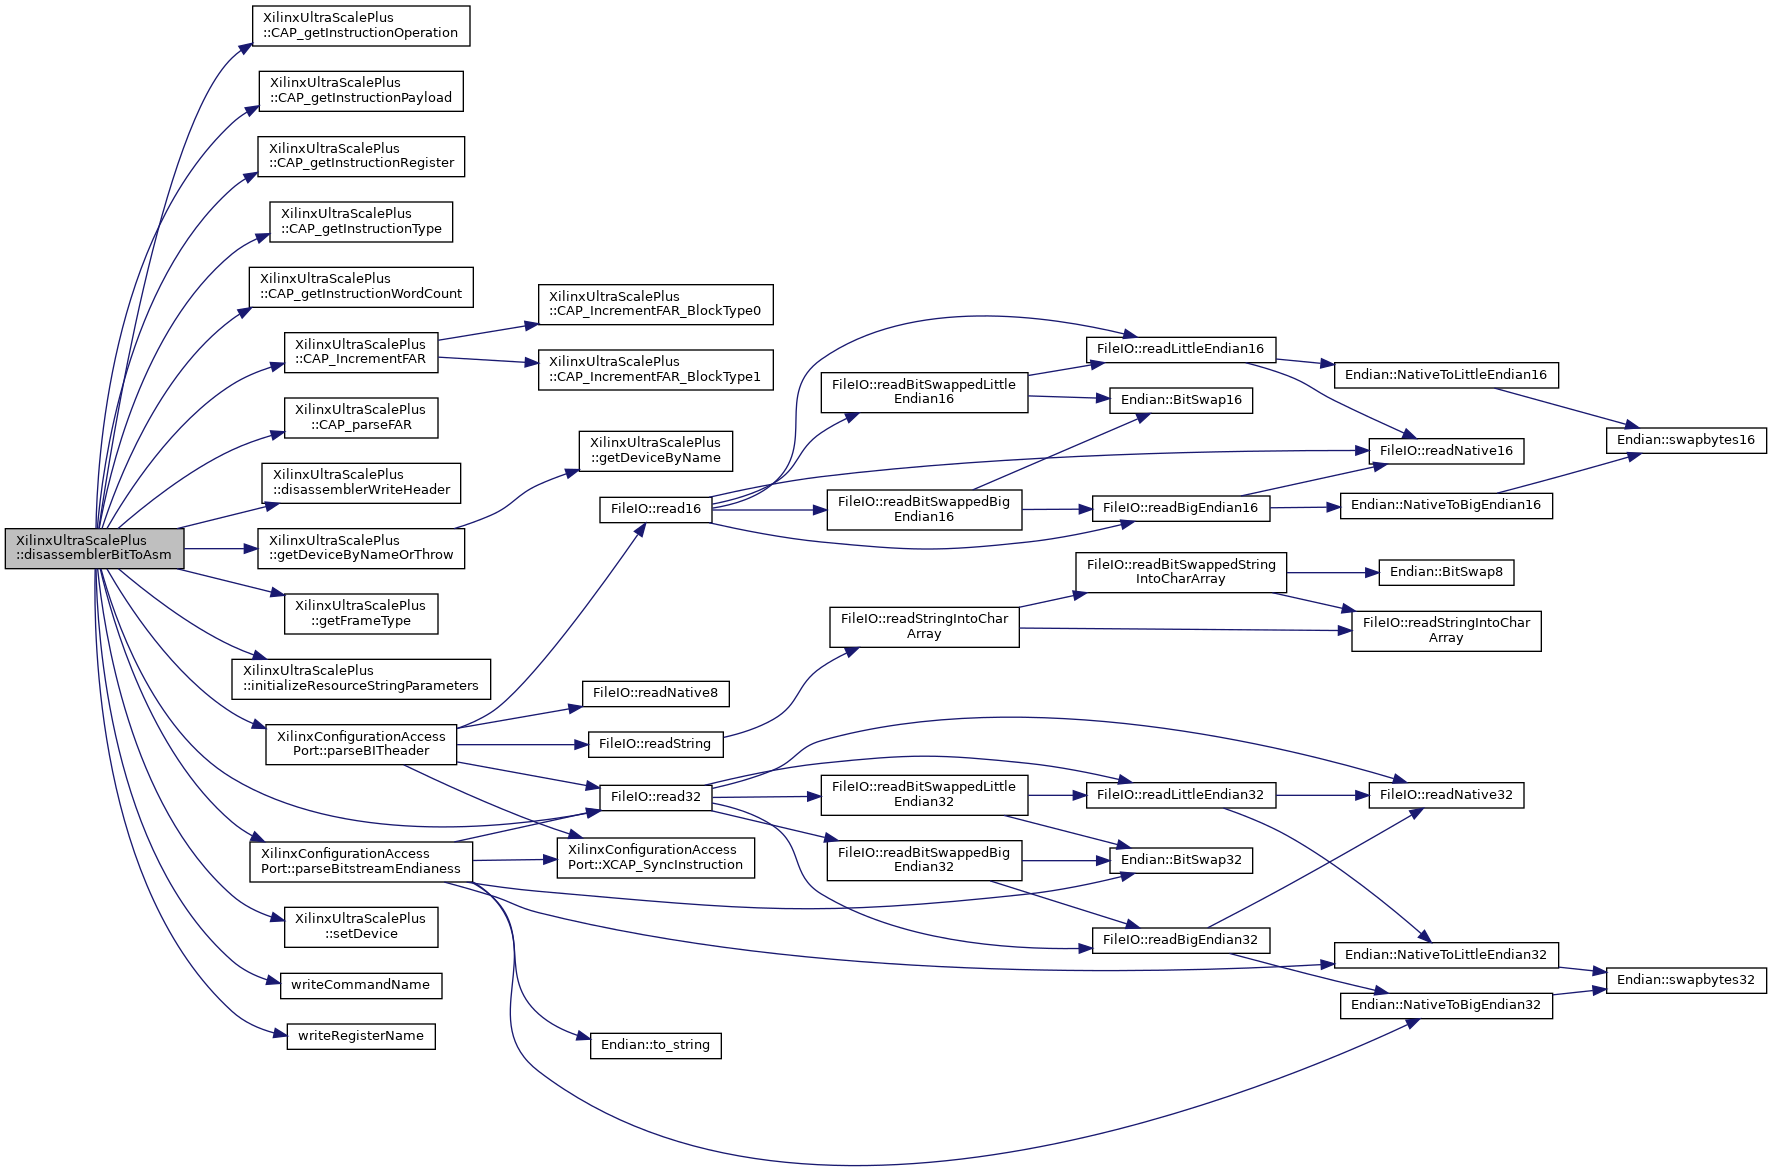 XilinxUltraScalePlus
::disassemblerBitToAsm
XilinxUltraScalePlus
::CAP_getInstructionOperation
XilinxUltraScalePlus
::CAP_getInstructionPayload
XilinxUltraScalePlus
::CAP_getInstructionRegister
XilinxUltraScalePlus
::CAP_getInstructionType
XilinxUltraScalePlus
::CAP_getInstructionWordCount
XilinxUltraScalePlus
::CAP_IncrementFAR
XilinxUltraScalePlus
::CAP_parseFAR
XilinxUltraScalePlus
::disassemblerWriteHeader
XilinxUltraScalePlus
::getDeviceByNameOrThrow
XilinxUltraScalePlus
::getFrameType
XilinxUltraScalePlus
::initializeResourceStringParameters
XilinxConfigurationAccess
Port::parseBITheader
XilinxConfigurationAccess
Port::parseBitstreamEndianess
XilinxUltraScalePlus
::setDevice
writeCommandName
writeRegisterName
XilinxUltraScalePlus
::CAP_IncrementFAR_BlockType0
XilinxUltraScalePlus
::CAP_IncrementFAR_BlockType1
XilinxUltraScalePlus
::getDeviceByName
FileIO::read16
FileIO::readNative8
FileIO::readString
FileIO::read32
XilinxConfigurationAccess
Port::XCAP_SyncInstruction
Endian::to_string
FileIO::readBitSwappedLittle
Endian16
FileIO::readBitSwappedBig
Endian16
FileIO::readStringIntoChar
Array
FileIO::readBitSwappedLittle
Endian32
FileIO::readBitSwappedBig
Endian32
FileIO::readLittleEndian16
Endian::BitSwap16
FileIO::readBigEndian16
FileIO::readBitSwappedString
IntoCharArray
FileIO::readLittleEndian32
Endian::BitSwap32
FileIO::readBigEndian32
Endian::NativeToLittleEndian16
FileIO::readNative16
Endian::NativeToBigEndian16
Endian::BitSwap8
FileIO::readStringIntoChar
Array
FileIO::readNative32
Endian::NativeToLittleEndian32
Endian::NativeToBigEndian32
Endian::swapbytes16
Endian::swapbytes32